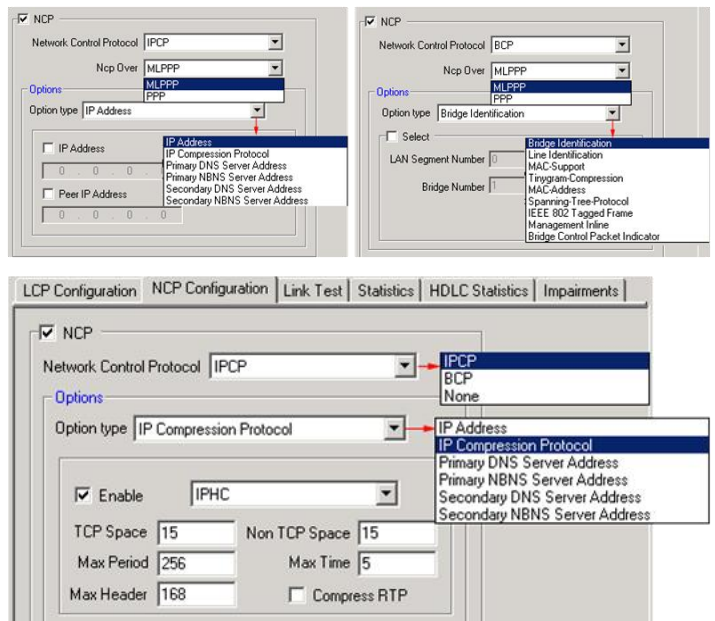 NCP
Network Control Protocol IPCP
Ncp Over MLPPP
MLPPP
PPP
Options
Option type IP Address
IP Address
IP Compression Protocol
Primary DNS Server Address
Primary NBNS Server Address
Secondary DNS Server Address
Secondary NBNS Server Address
IP Address
0 . 0 . 0 . 0
Peer IP Address
0 . 0 . 0 . 0
NCP
Network Control Protocol BCP
Ncp Over MLPPP
MLPPP
PPP
Options
Option type Bridge Identification
Select
LAN Segment Number 0
Bridge Number 1
Bridge Identification
Line Identification
MAC-Support
Tinygram-Compression
MAC-Address
Spanning-Tree-Protocol
IEEE 802 Tagged Frame
Management Inline
Bridge Control Packet Indicator
LCP Configuration NCP Configuration Link Test Statistics HDLC Statistics Impairments
NCP
Network Control Protocol IPCP
IPCP
BCP
None
Options
Option type IP Compression Protocol
IP Address
IP Compression Protocol
Primary DNS Server Address
Primary NBNS Server Address
Secondary DNS Server Address
Secondary NBNS Server Address
Enable IPHC
TCP Space 15 Non TCP Space 15
Max Period 256 Max Time 5
Max Header 168 Compress RTP